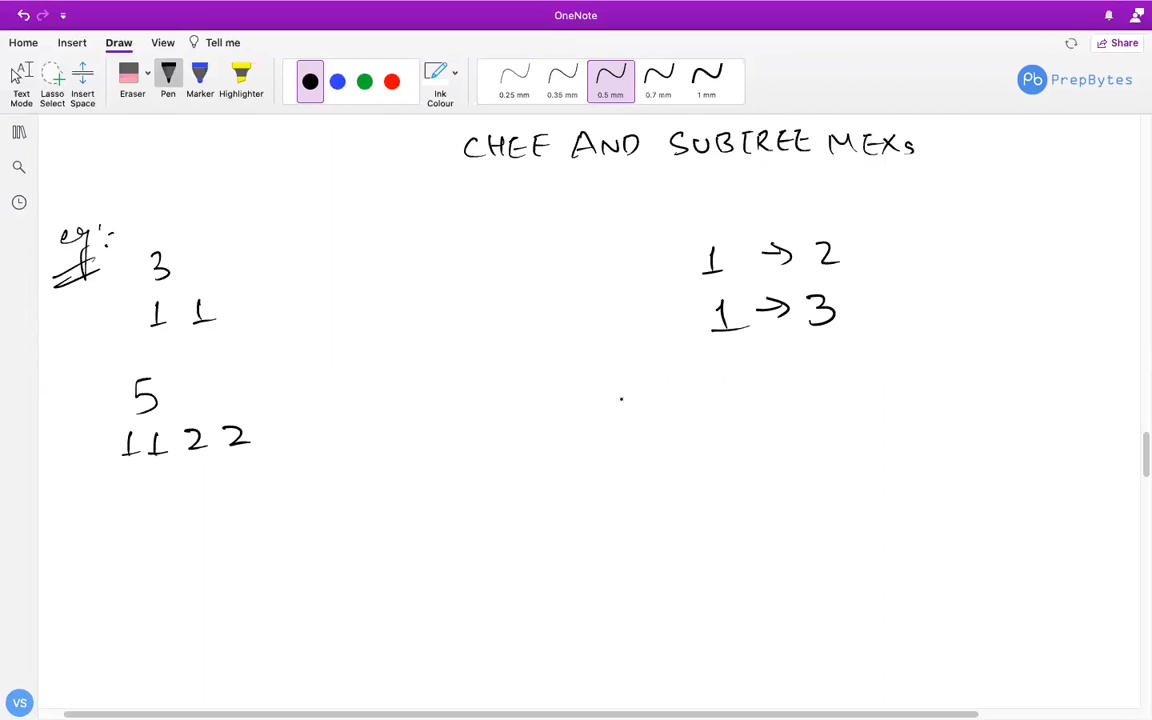 OneNote
Home Insert Draw View Tell me
Share
Text Mode
Lasso Select
Insert Space
Eraser
Pen
Marker
Highlighter
Ink Colour
0.25 mm 0.35 mm 0.5 mm 0.7 mm 1 mm
Pb PrepBytes
CHEF AND SUBTREE MEXs
eg':
3
1 1
1 → 2
1 → 3
5
1 1 2 2
VS